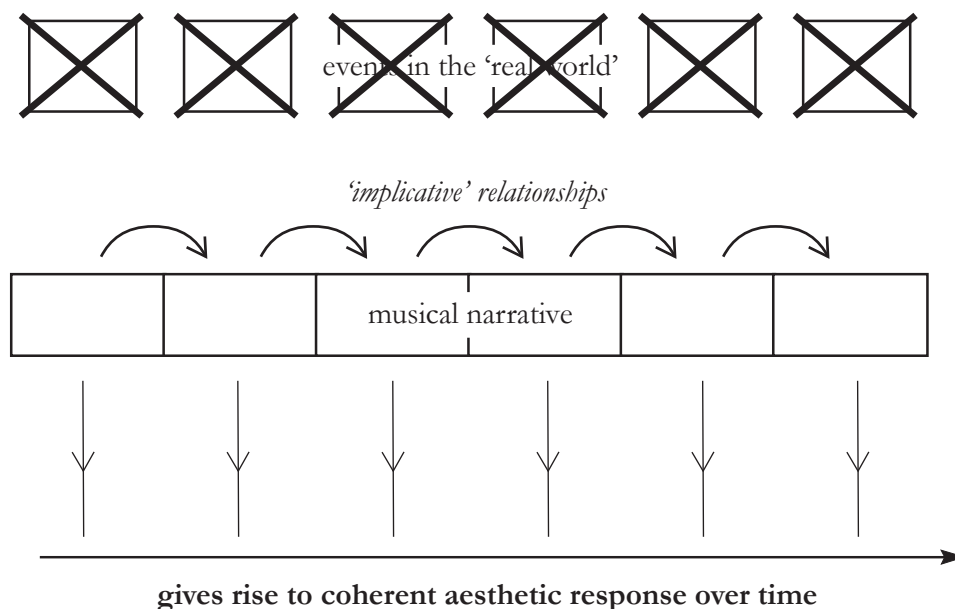 events in the ‘real world’
‘implicative’ relationships
musical narrative
gives rise to coherent aesthetic response over time